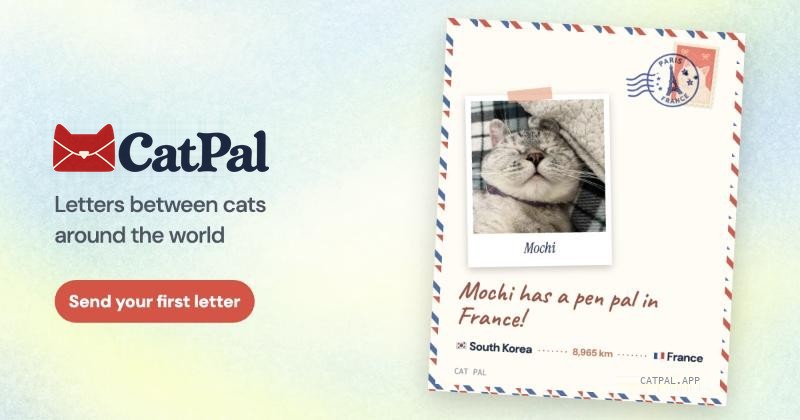 CatPal
Letters between cats
around the world
Send your first letter
PARIS
FRANCE
Mochi
Mochi has a pen pal in
France!
South Korea 8,965 km France
CAT PAL
CATPAL.APP